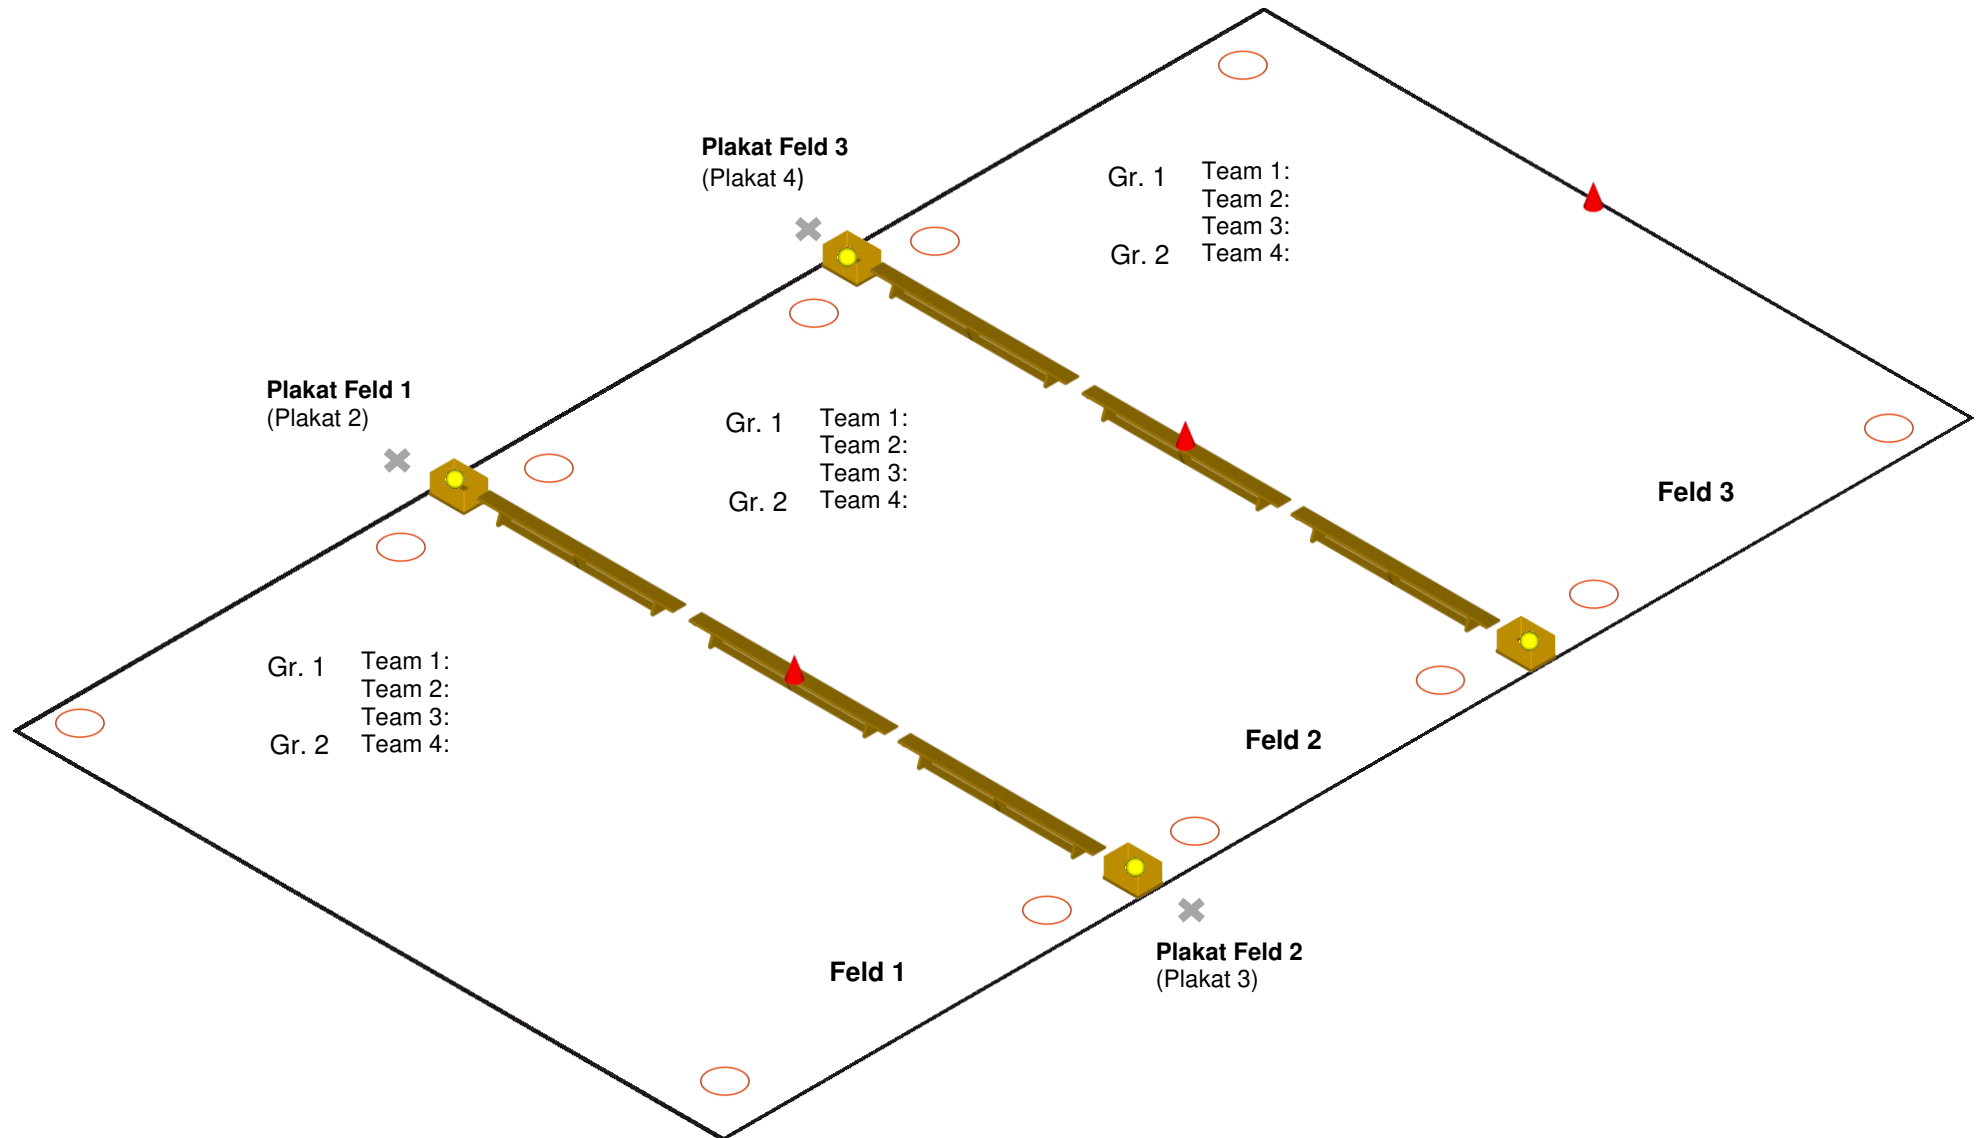 Plakat Feld 3
(Plakat 4)
Gr. 1
Team 1:
Team 2:
Team 3:
Gr. 2
Team 4:
Plakat Feld 1
(Plakat 2)
Gr. 1
Team 1:
Team 2:
Team 3:
Gr. 2
Team 4:
Feld 3
Gr. 1
Team 1:
Team 2:
Team 3:
Gr. 2
Team 4:
Feld 2
Feld 1
Plakat Feld 2
(Plakat 3)